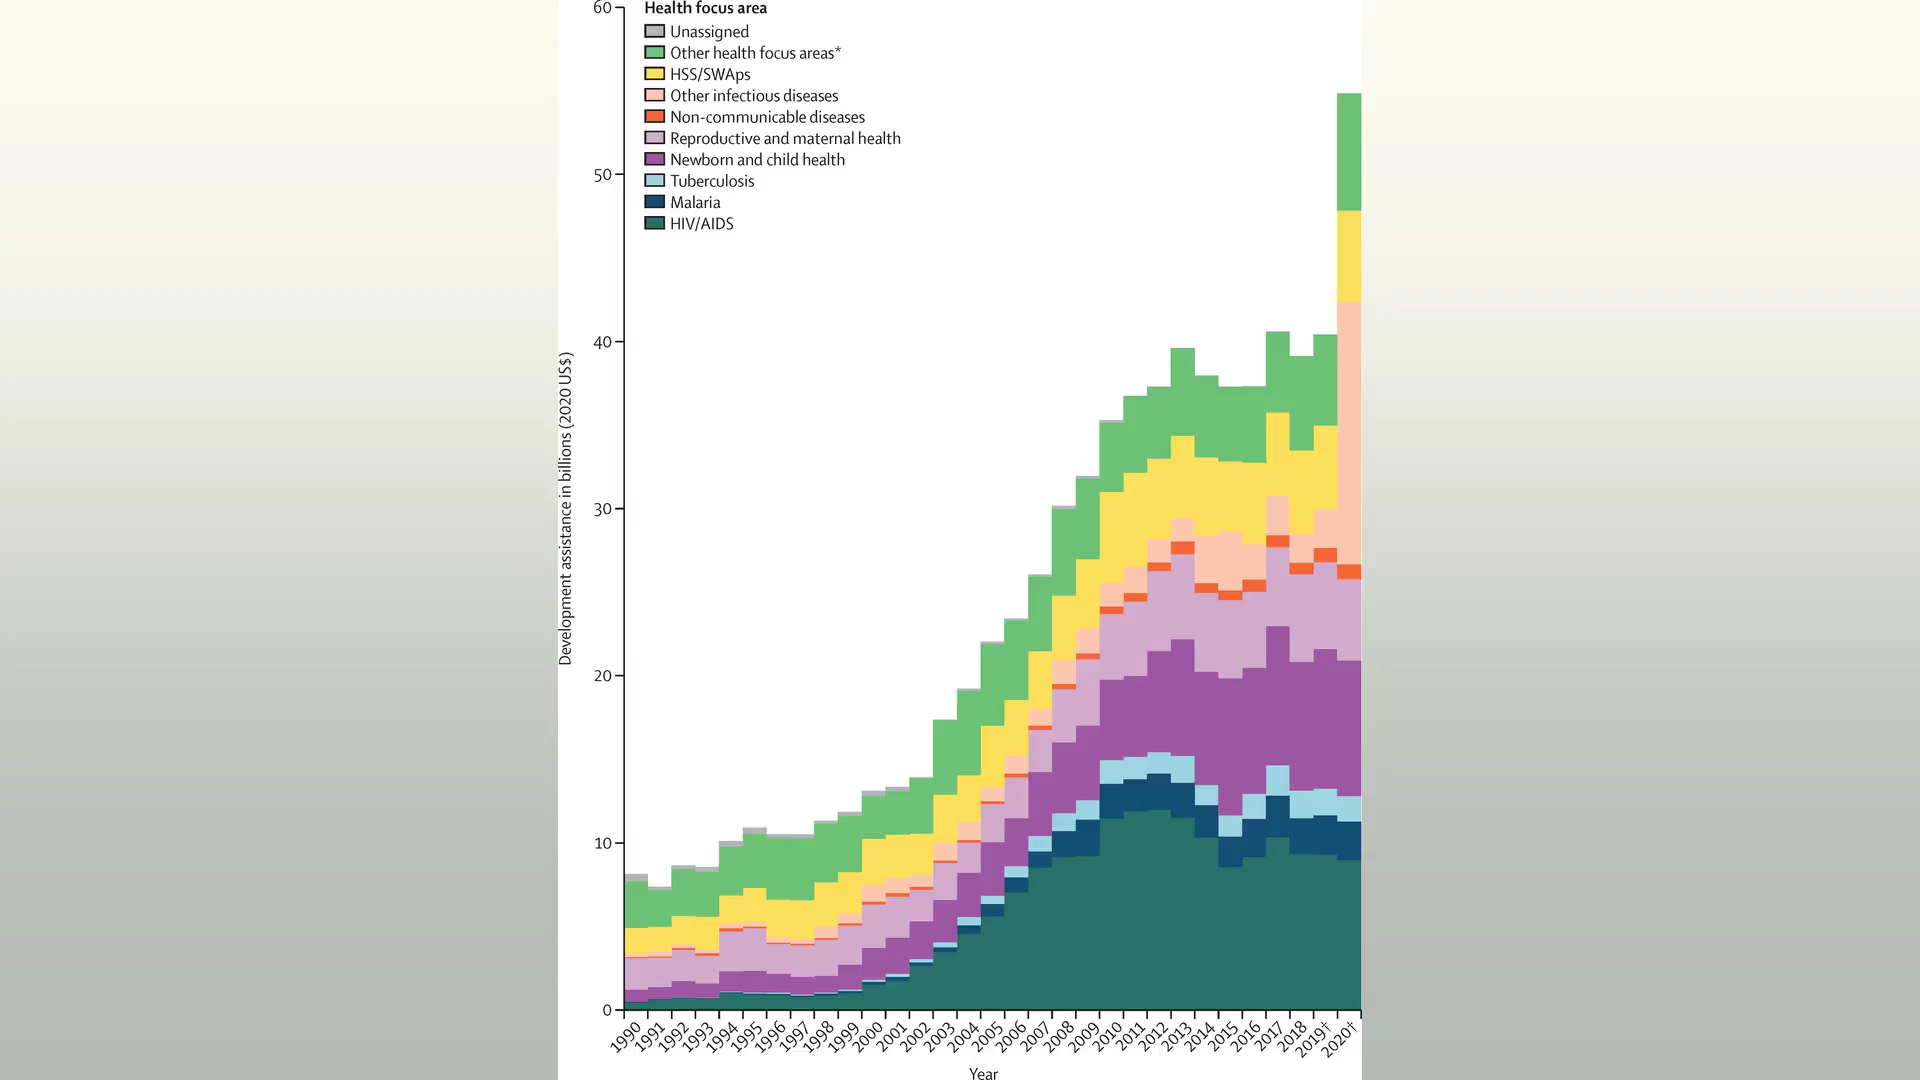 Health focus area
Unassigned
Other health focus areas*
HSS/SWAps
Other infectious diseases
Non-communicable diseases
Reproductive and maternal health
Newborn and child health
Tuberculosis
Malaria
HIV/AIDS
60
50
40
30
20
10
0
Development assistance in billions (2020 US$)
1990
1991
1992
1993
1994
1995
1996
1997
1998
1999
2000
2001
2002
2003
2004
2005
2006
2007
2008
2009
2010
2011
2012
2013
2014
2015
2016
2017
2018
2019†
2020†
Year